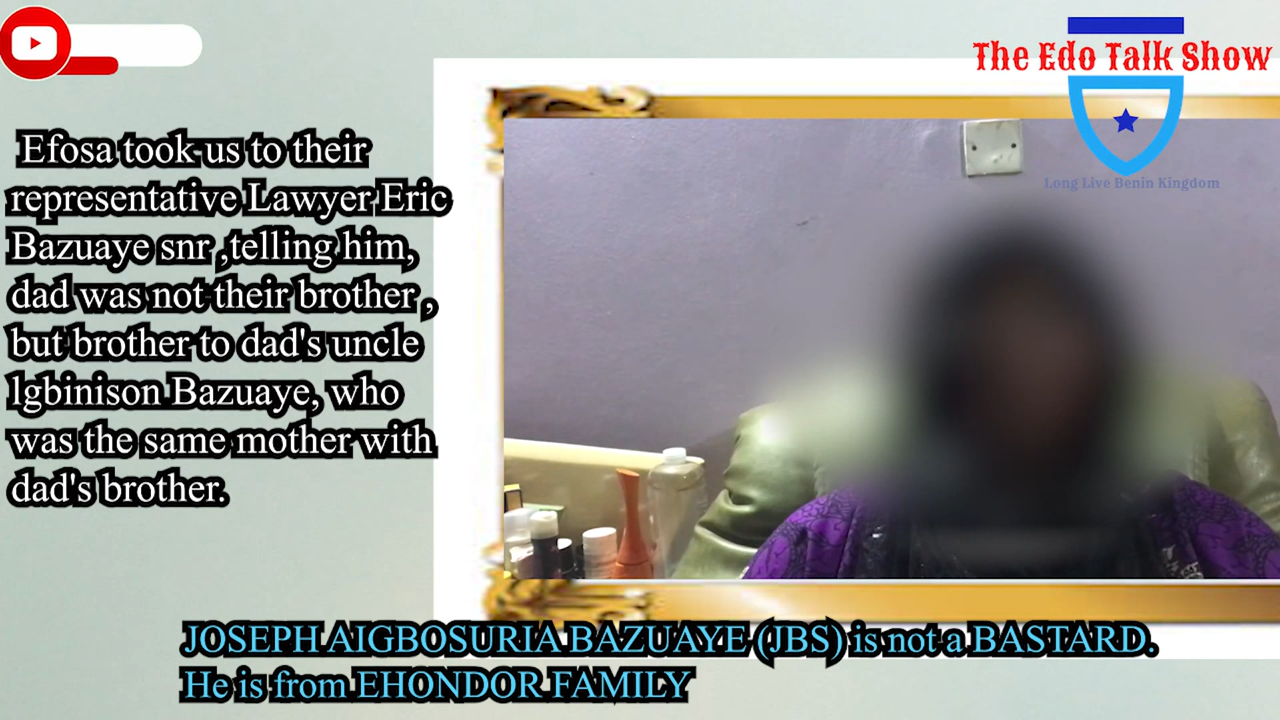 The Edo Talk Show
Long Live Benin Kingdom
Efosa took us to their
representative Lawyer Eric
Bazuaye snr ,telling him,
dad was not their brother ,
but brother to dad's uncle
lgbinison Bazuaye, who
was the same mother with
dad's brother.
JOSEPH AIGBOSURIA BAZUAYE (JBS) is not a BASTARD.
He is from EHONDOR FAMILY